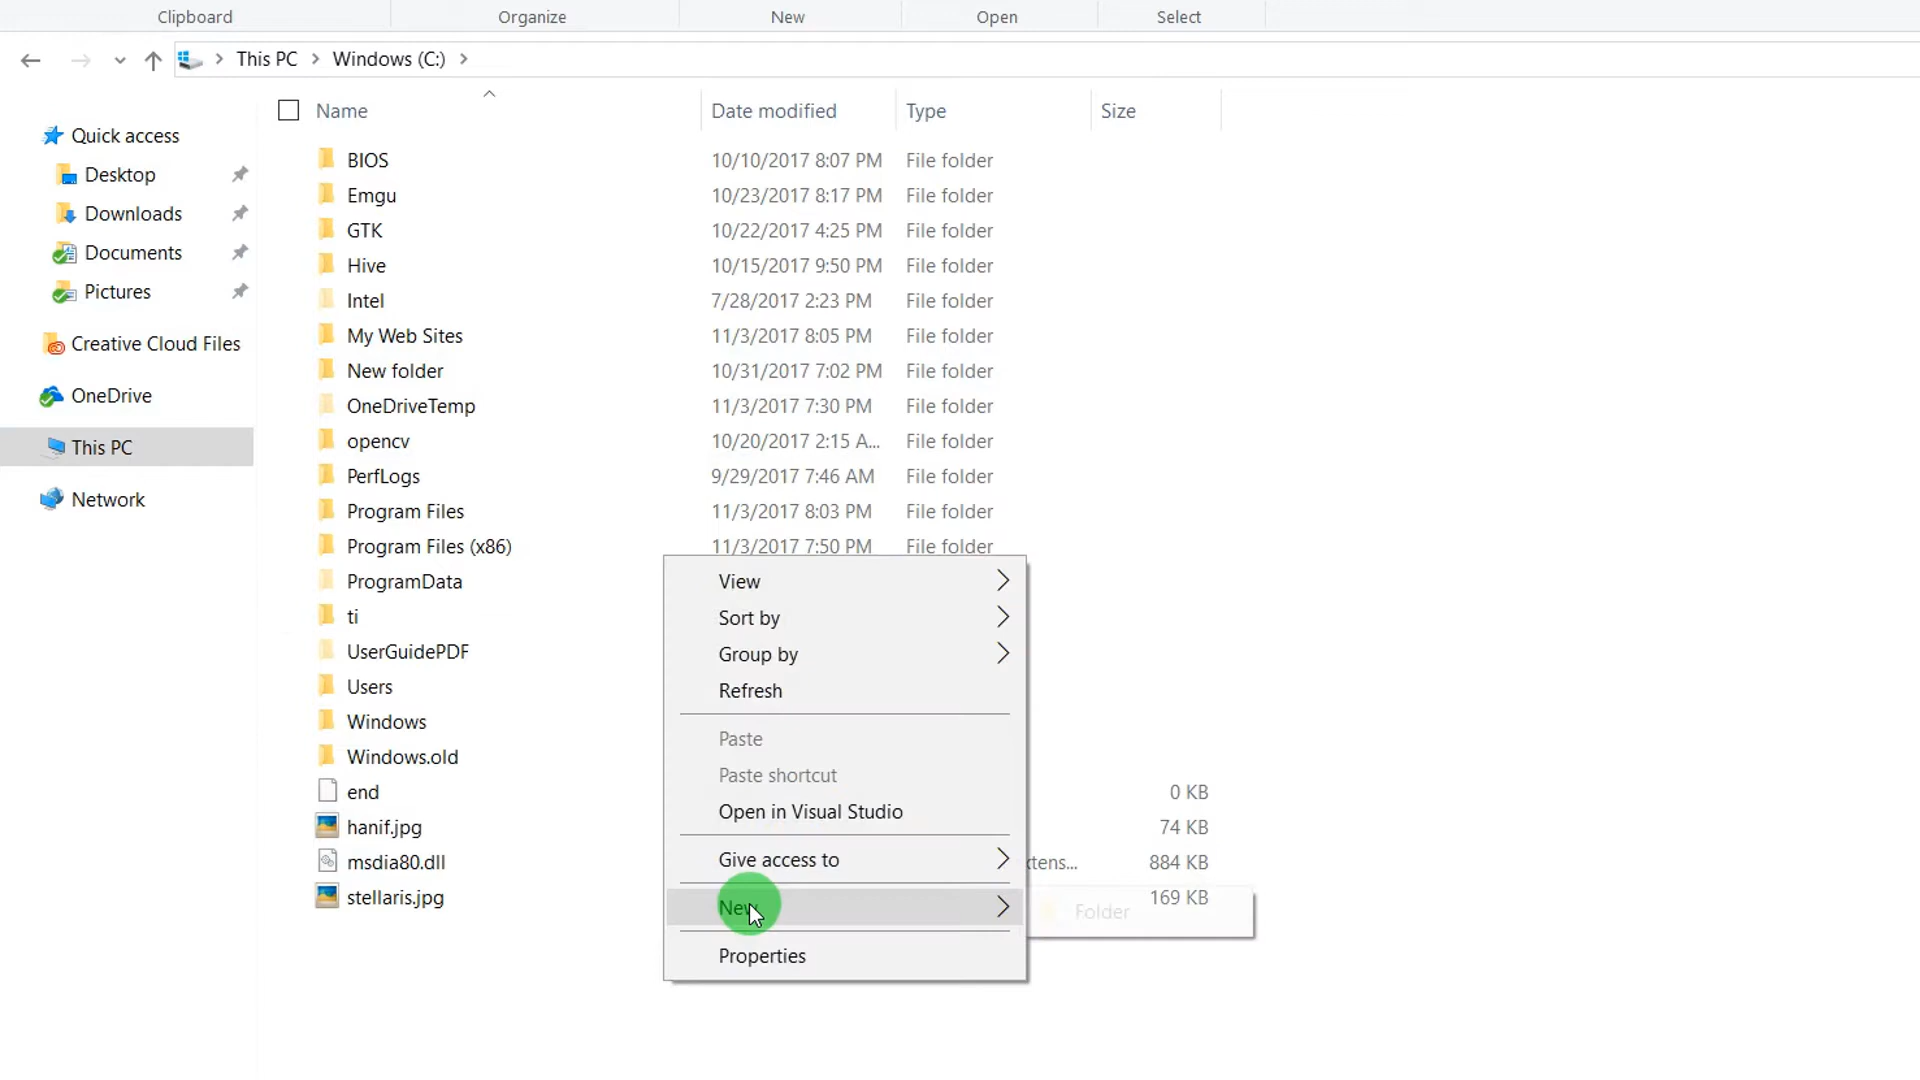 Clipboard Organize New Open Select
This PC Windows (C:)
Name Date modified Type Size
Quick access
Desktop
Downloads
Documents
Pictures
Creative Cloud Files
OneDrive
This PC
Network
BIOS 10/10/2017 8:07 PM File folder
Emgu 10/23/2017 8:17 PM File folder
GTK 10/22/2017 4:25 PM File folder
Hive 10/15/2017 9:50 PM File folder
Intel 7/28/2017 2:23 PM File folder
My Web Sites 11/3/2017 8:05 PM File folder
New folder 10/31/2017 7:02 PM File folder
OneDriveTemp 11/3/2017 7:30 PM File folder
opencv 10/20/2017 2:15 A... File folder
PerfLogs 9/29/2017 7:46 AM File folder
Program Files 11/3/2017 8:03 PM File folder
Program Files (x86) 11/3/2017 7:50 PM File folder
ProgramData
ti
UserGuidePDF
Users
Windows
Windows.old
end 0 KB
hanif.jpg 74 KB
msdia80.dll xtens... 884 KB
stellaris.jpg 169 KB
View
Sort by
Group by
Refresh
Paste
Paste shortcut
Open in Visual Studio
Give access to
New
Properties
Folder